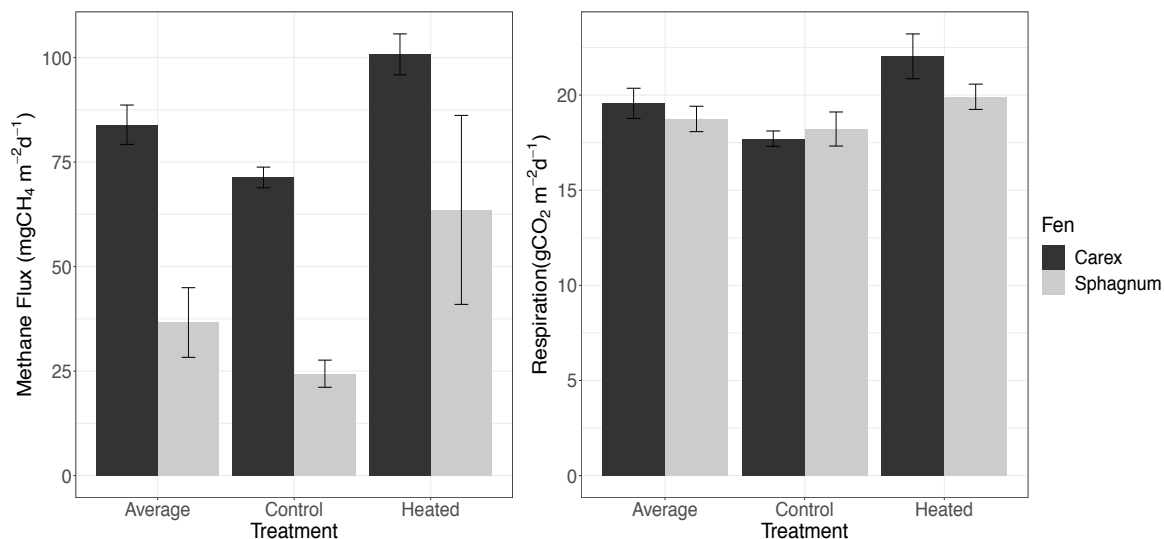 Methane Flux (mgCH₄ m⁻²d⁻¹)
100
75
50
25
0
Average Control Heated
Treatment
Respiration(gCO₂ m⁻²d⁻¹)
20
15
10
5
0
Average Control Heated
Treatment
Fen
Carex
Sphagnum